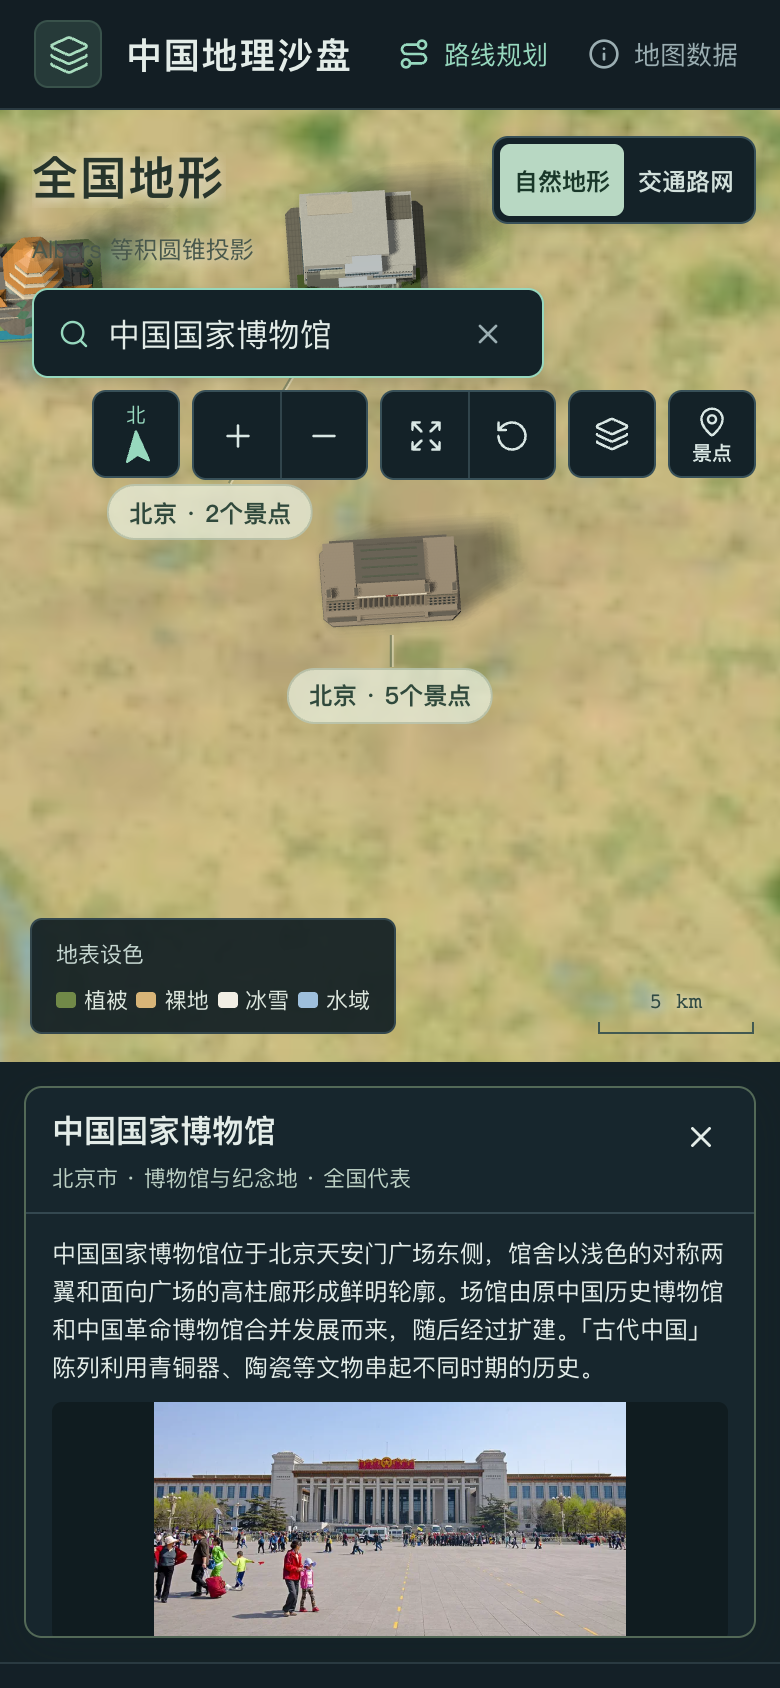 中国地理沙盘
路线规划
地图数据
全国地形
自然地形
交通路网
Albers 等积圆锥投影
中国国家博物馆
北
景点
北京 · 2个景点
北京 · 5个景点
地表设色
植被 裸地 冰雪 水域
5 km
中国国家博物馆
北京市 · 博物馆与纪念地 · 全国代表
中国国家博物馆位于北京天安门广场东侧，馆舍以浅色的对称两
翼和面向广场的高柱廊形成鲜明轮廓。场馆由原中国历史博物馆
和中国革命博物馆合并发展而来，随后经过扩建。「古代中国」
陈列利用青铜器、陶瓷等文物串起不同时期的历史。